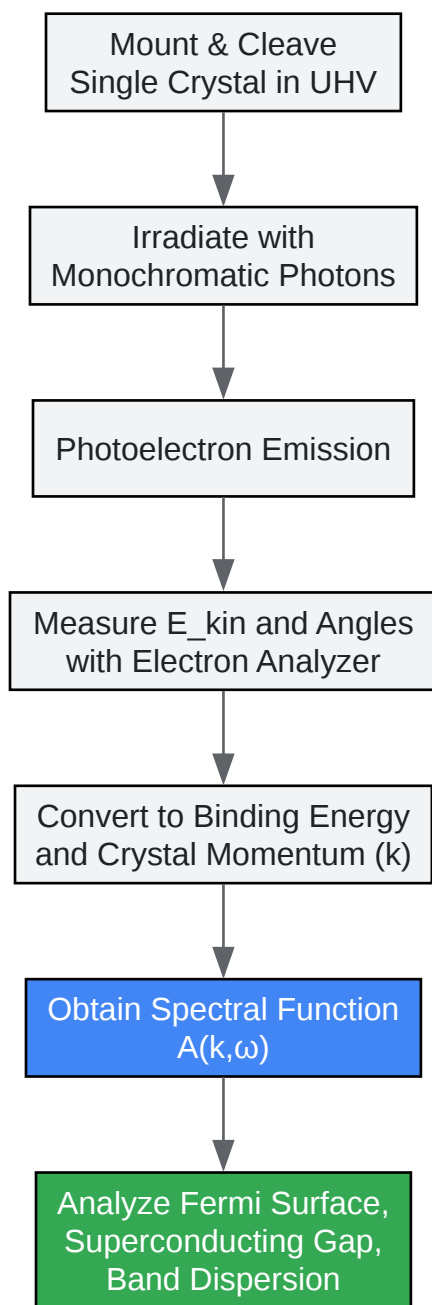 Mount & Cleave
Single Crystal in UHV
Irradiate with
Monochromatic Photons
Photoelectron Emission
Measure E_kin and Angles
with Electron Analyzer
Convert to Binding Energy
and Crystal Momentum (k)
Obtain Spectral Function
A(k,ω)
Analyze Fermi Surface,
Superconducting Gap,
Band Dispersion